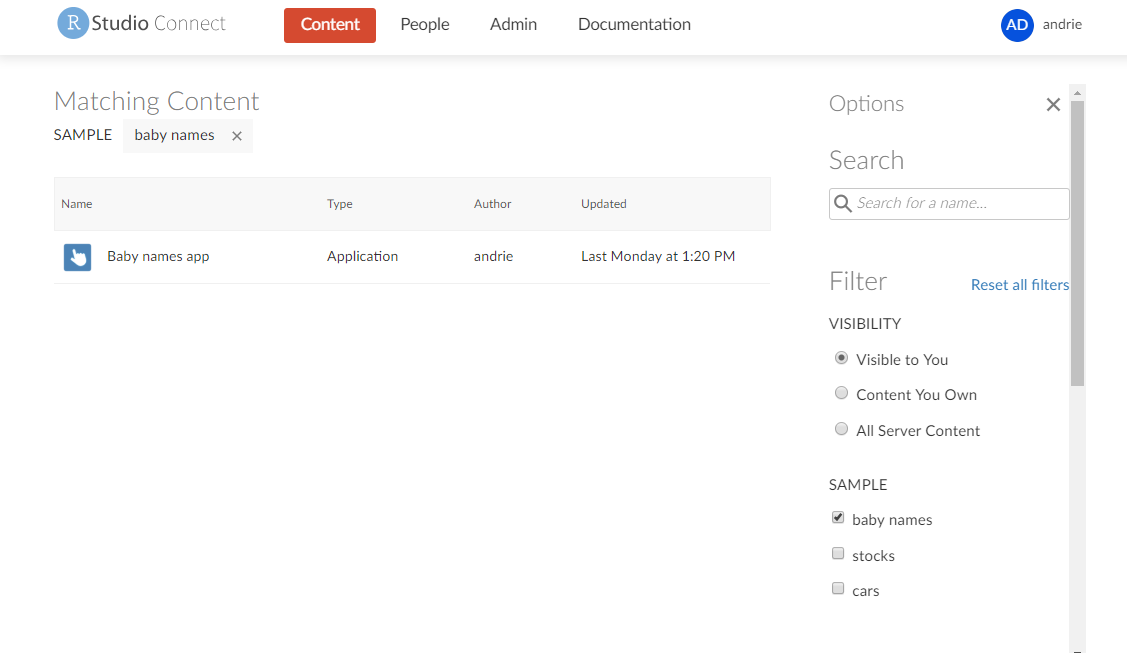 R Studio Connect Content People Admin Documentation AD andrie
Matching Content
SAMPLE baby names
Name Type Author Updated
Baby names app Application andrie Last Monday at 1:20 PM
Options
Search
Search for a name...
Filter Reset all filters
VISIBILITY
Visible to You
Content You Own
All Server Content
SAMPLE
baby names
stocks
cars